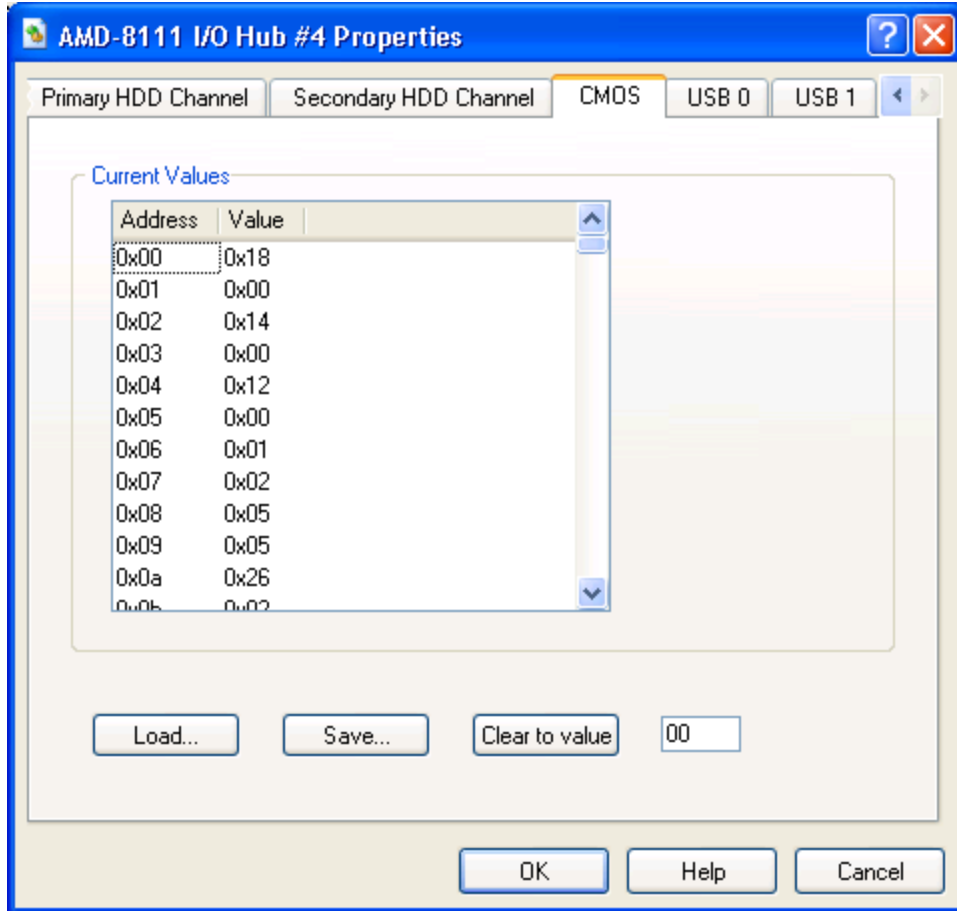 AMD-8111 I/O Hub #4 Properties
Primary HDD Channel Secondary HDD Channel CMOS USB 0 USB 1
Current Values
Address Value
0x00 0x18
0x01 0x00
0x02 0x14
0x03 0x00
0x04 0x12
0x05 0x00
0x06 0x01
0x07 0x02
0x08 0x05
0x09 0x05
0x0a 0x26
0x0b 0x02
Load... Save... Clear to value 00
OK Help Cancel